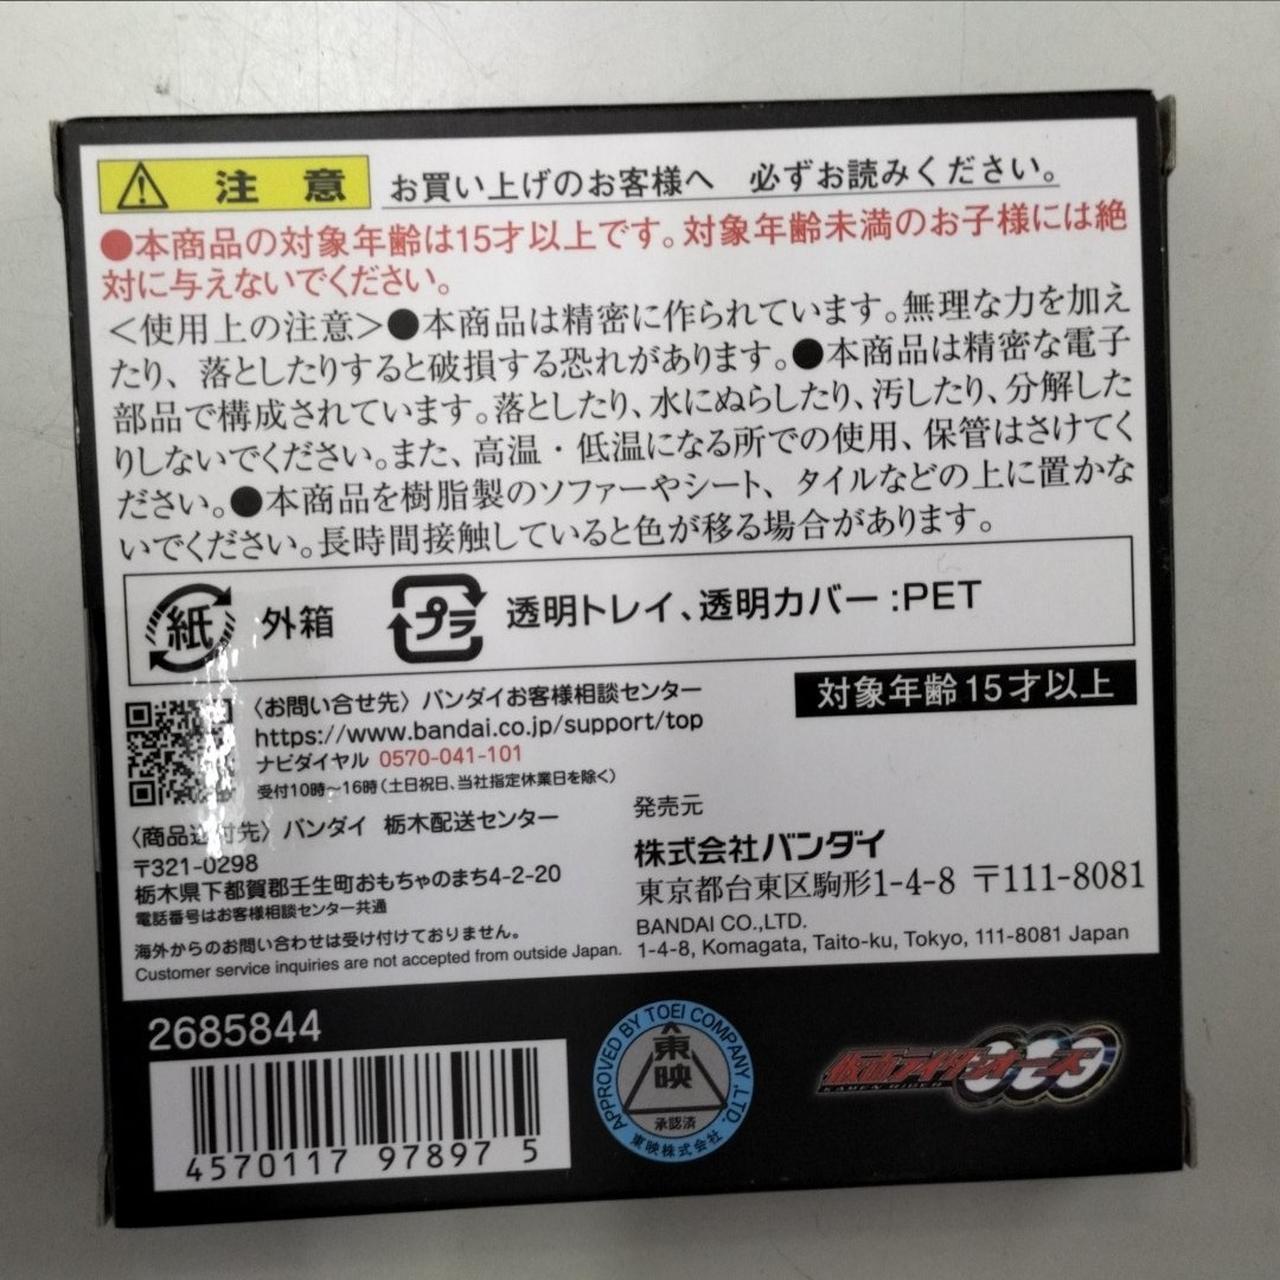 注意 お買い上げのお客様へ 必ずお読みください。
●本商品の対象年齢は15才以上です。対象年齢未満のお子様には絶
対に与えないでください。
＜使用上の注意＞●本商品は精密に作られています。無理な力を加え
たり、落としたりすると破損する恐れがあります。●本商品は精密な電子
部品で構成されています。落としたり、水にぬらしたり、汚したり、分解した
りしないでください。また、高温・低温になる所での使用、保管はさけてく
ださい。●本商品を樹脂製のソファーやシート、タイルなどの上に置かな
いでください。長時間接触していると色が移る場合があります。
紙 外箱 プラ 透明トレイ、透明カバー:PET
対象年齢15才以上
〈お問い合せ先〉バンダイお客様相談センター
https://www.bandai.co.jp/support/top
ナビダイヤル 0570-041-101
受付10時〜16時（土日祝日、当社指定休業日を除く）
〈商品送付先〉バンダイ 栃木配送センター
〒321-0298
栃木県下都賀郡壬生町おもちゃのまち4-2-20
電話番号はお客様相談センター共通
海外からのお問い合わせは受け付けておりません。
Customer service inquiries are not accepted from outside Japan.
発売元
株式会社バンダイ
東京都台東区駒形1-4-8 〒111-8081
BANDAI CO.,LTD.
1-4-8, Komagata, Taito-ku, Tokyo, 111-8081 Japan
2685844
4570117 97897 5
APPROVED BY TOEI COMPANY ,LTD.
東映
承認済
東映株式会社
仮面ライダーオーズ
KAMEN RIDER